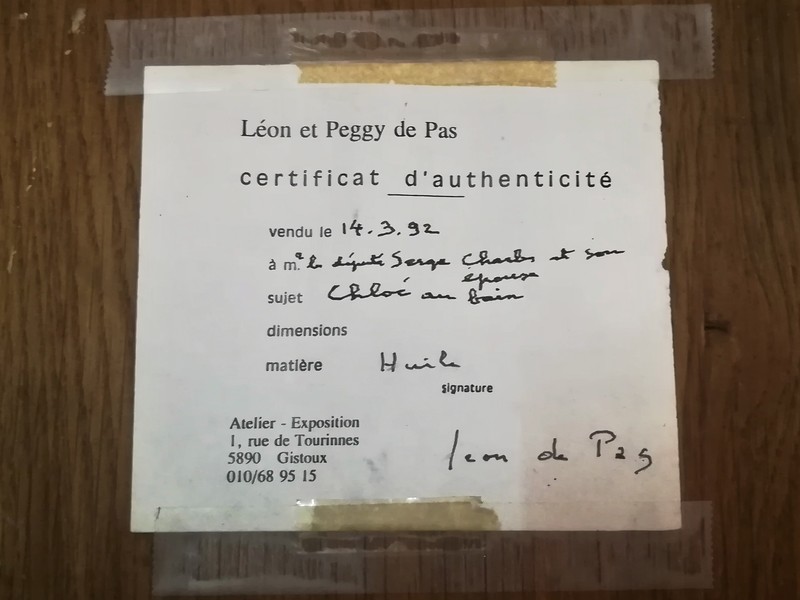 Léon et Peggy de Pas
certificat d'authenticité
vendu le 14.3.92
à m.r le député Serge Charles et son
épouse
sujet Chloé au bain
dimensions
matière Huile
signature
Atelier - Exposition
1, rue de Tourinnes
5890 Gistoux
010/68 95 15
Leon de Pas